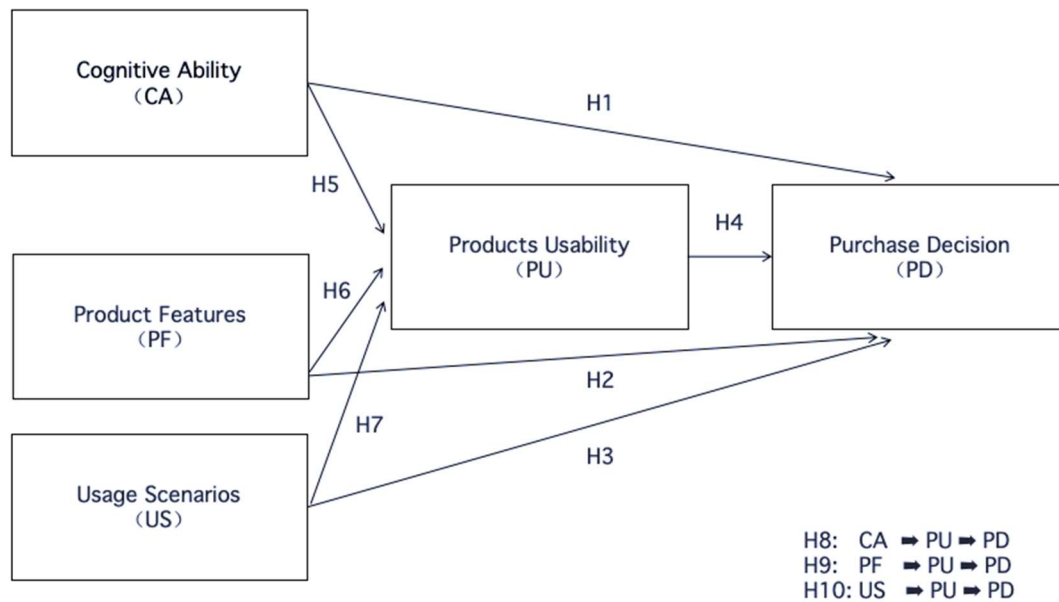 Cognitive Ability
（CA）
H1
H5
Products Usability
（PU）
H4
Purchase Decision
（PD）
Product Features
（PF）
H6
H2
H7
H3
Usage Scenarios
（US）
H8: CA ➡ PU ➡ PD
H9: PF ➡ PU ➡ PD
H10: US ➡ PU ➡ PD